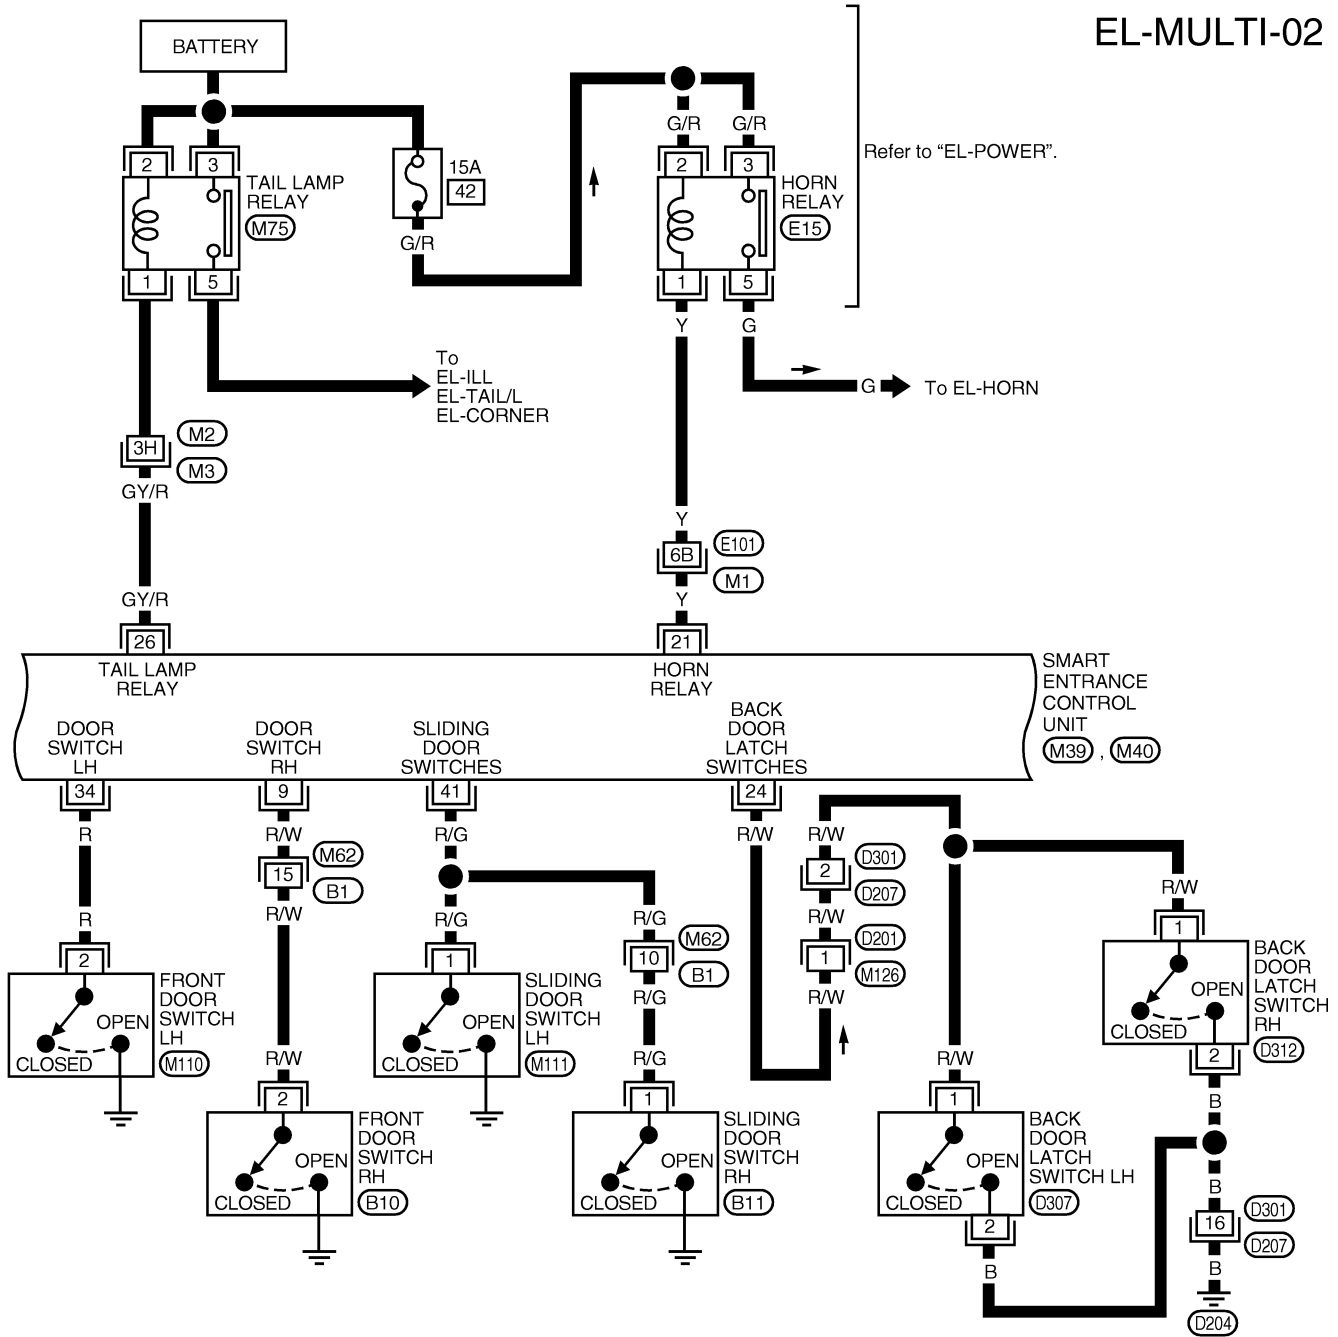 EL-MULTI-02
BATTERY
G/R
G/R
2
3
15A
42
2
3
Refer to “EL-POWER”.
TAIL LAMP
RELAY
M75
HORN
RELAY
E15
G/R
1
5
1
5
Y
G
To
EL-ILL
EL-TAIL/L
EL-CORNER
G
To EL-HORN
3H
M2
M3
GY/R
Y
6B
E101
M1
GY/R
Y
26
21
TAIL LAMP
RELAY
HORN
RELAY
SMART
ENTRANCE
CONTROL
UNIT
M39 , M40
DOOR
SWITCH
LH
DOOR
SWITCH
RH
SLIDING
DOOR
SWITCHES
BACK
DOOR
LATCH
SWITCHES
34
9
41
24
R
R/W
R/G
R/W
R/W
15
M62
B1
2
D301
D207
R/W
R
R/W
R/G
R/G
R/W
10
M62
B1
1
D201
M126
R/W
R/G
2
1
1
FRONT
DOOR
SWITCH
LH
M110
OPEN
CLOSED
SLIDING
DOOR
SWITCH
LH
M111
OPEN
CLOSED
BACK
DOOR
LATCH
SWITCH
RH
D312
OPEN
CLOSED
2
R/W
R/G
R/W
B
2
1
1
FRONT
DOOR
SWITCH
RH
B10
OPEN
CLOSED
SLIDING
DOOR
SWITCH
RH
B11
OPEN
CLOSED
BACK
DOOR
LATCH
SWITCH LH
D307
OPEN
CLOSED
2
B
B
16
D301
D207
B
D204